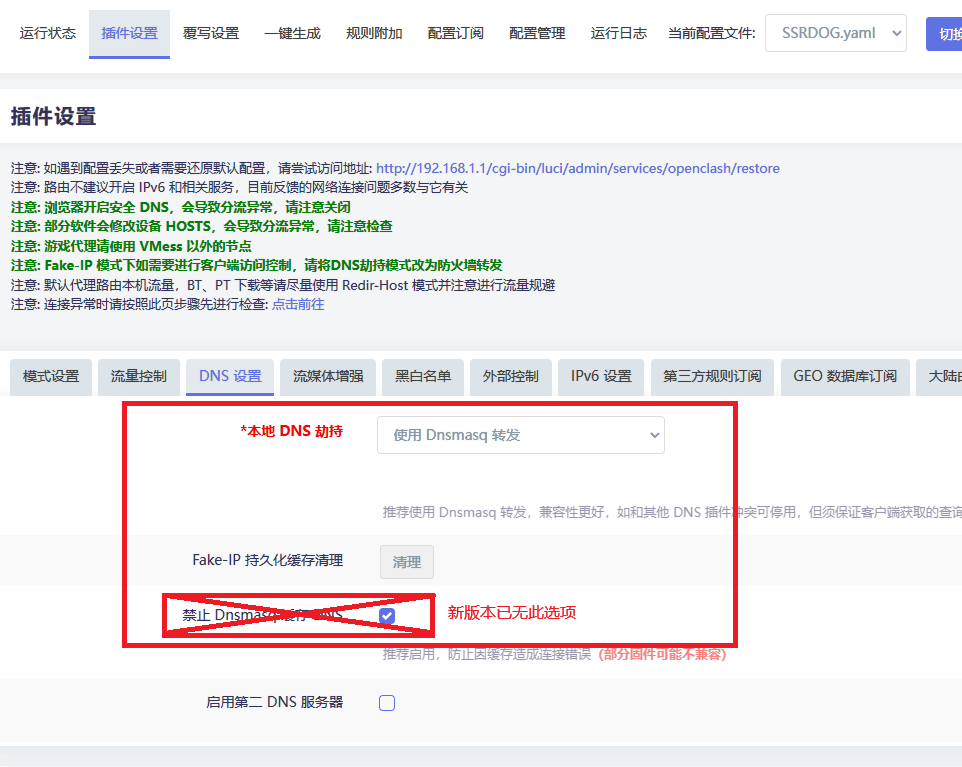 运行状态 插件设置 覆写设置 一键生成 规则附加 配置订阅 配置管理 运行日志 当前配置文件: SSRDOG.yaml 切换
插件设置
注意: 如遇到配置丢失或者需要还原默认配置，请尝试访问地址: http://192.168.1.1/cgi-bin/luci/admin/services/openclash/restore
注意: 路由不建议开启 IPv6 和相关服务，目前反馈的网络连接问题多数与它有关
注意: 浏览器开启安全 DNS，会导致分流异常，请注意关闭
注意: 部分软件会修改设备 HOSTS，会导致分流异常，请注意检查
注意: 游戏代理请使用 VMess 以外的节点
注意: Fake-IP 模式下如需要进行客户端访问控制，请将DNS劫持模式改为防火墙转发
注意: 默认代理路由本机流量，BT、PT 下载等请尽量使用 Redir-Host 模式并注意进行流量规避
注意: 连接异常时请按照此页步骤先进行检查: 点击前往
模式设置 流量控制 DNS 设置 流媒体增强 黑白名单 外部控制 IPv6 设置 第三方规则订阅 GEO 数据库订阅 大陆
*本地 DNS 劫持 使用 Dnsmasq 转发
推荐使用 Dnsmasq 转发，兼容性更好，如和其他 DNS 插件冲突可停用，但须保证客户端获取的查询
Fake-IP 持久化缓存清理 清理
禁止 Dnsmasq 缓存 DNS 新版本已无此选项
推荐启用，防止因缓存造成连接错误（部分固件可能不兼容）
启用第二 DNS 服务器